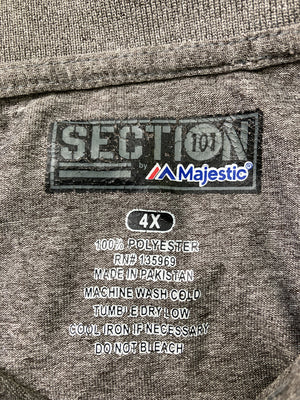 SECTION
101
by
Majestic®
4X
100% POLYESTER
RN# 135969
MADE IN PAKISTAN
MACHINE WASH COLD
TUMBLE DRY LOW
COOL IRON IF NECESSARY
DO NOT BLEACH